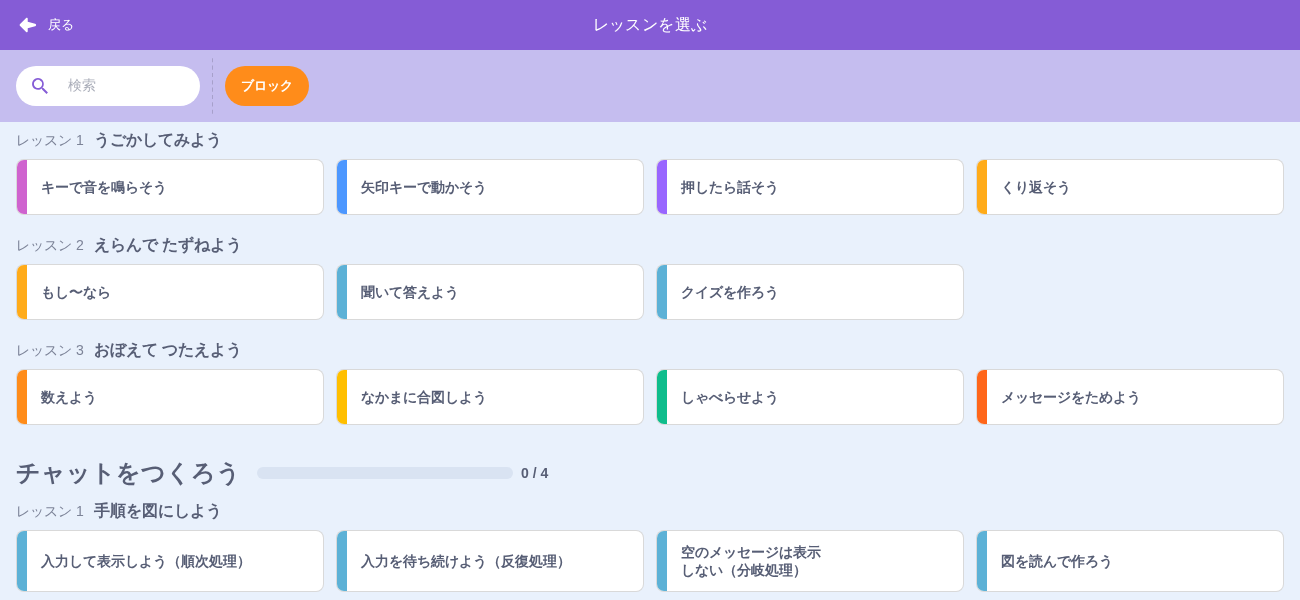 戻る
レッスンを選ぶ
検索
ブロック
レッスン 1 うごかしてみよう
キーで音を鳴らそう
矢印キーで動かそう
押したら話そう
くり返そう
レッスン 2 えらんで たずねよう
もし〜なら
聞いて答えよう
クイズを作ろう
レッスン 3 おぼえて つたえよう
数えよう
なかまに合図しよう
しゃべらせよう
メッセージをためよう
チャットをつくろう 0 / 4
レッスン 1 手順を図にしよう
入力して表示しよう（順次処理）
入力を待ち続けよう（反復処理）
空のメッセージは表示
しない（分岐処理）
図を読んで作ろう